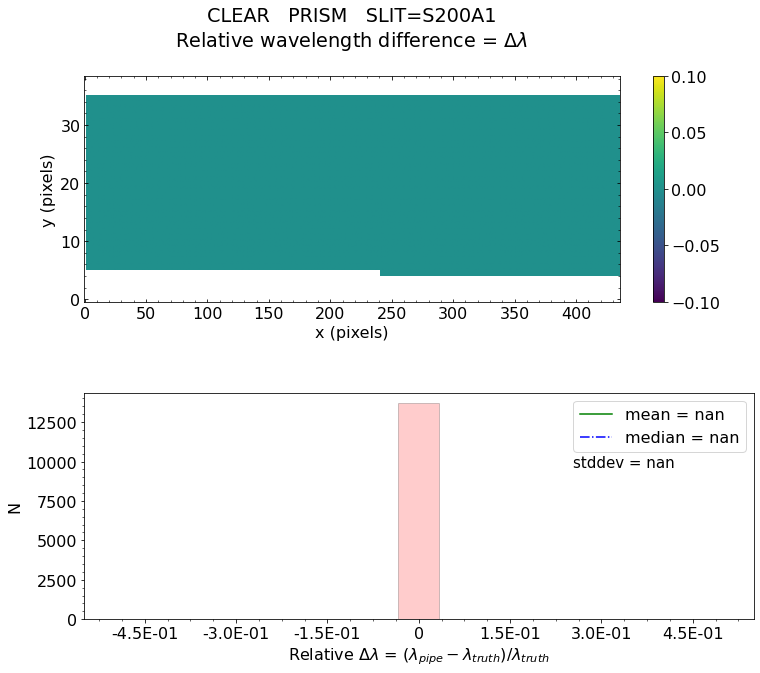 CLEAR PRISM SLIT=S200A1
Relative wavelength difference = Δλ
y (pixels)
30
20
10
0
0 50 100 150 200 250 300 350 400
x (pixels)
0.10
0.05
0.00
−0.05
−0.10
N
12500
10000
7500
5000
2500
0
mean = nan
median = nan
stddev = nan
-4.5E-01 -3.0E-01 -1.5E-01 0 1.5E-01 3.0E-01 4.5E-01
Relative Δλ = (λpipe − λtruth)/λtruth